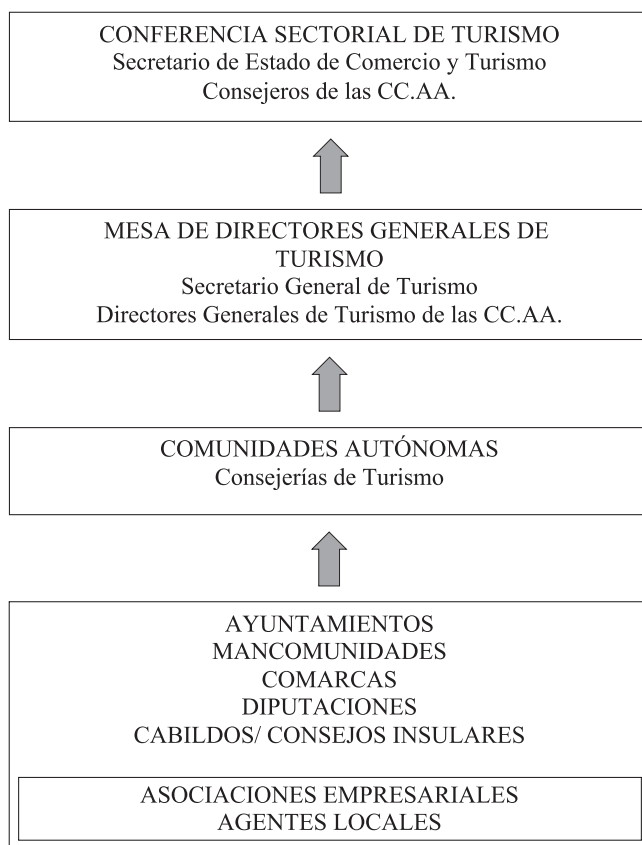 CONFERENCIA SECTORIAL DE TURISMO
Secretario de Estado de Comercio y Turismo
Consejeros de las CC.AA.
MESA DE DIRECTORES GENERALES DE
TURISMO
Secretario General de Turismo
Directores Generales de Turismo de las CC.AA.
COMUNIDADES AUTÓNOMAS
Consejerías de Turismo
AYUNTAMIENTOS
MANCOMUNIDADES
COMARCAS
DIPUTACIONES
CABILDOS/ CONSEJOS INSULARES
ASOCIACIONES EMPRESARIALES
AGENTES LOCALES